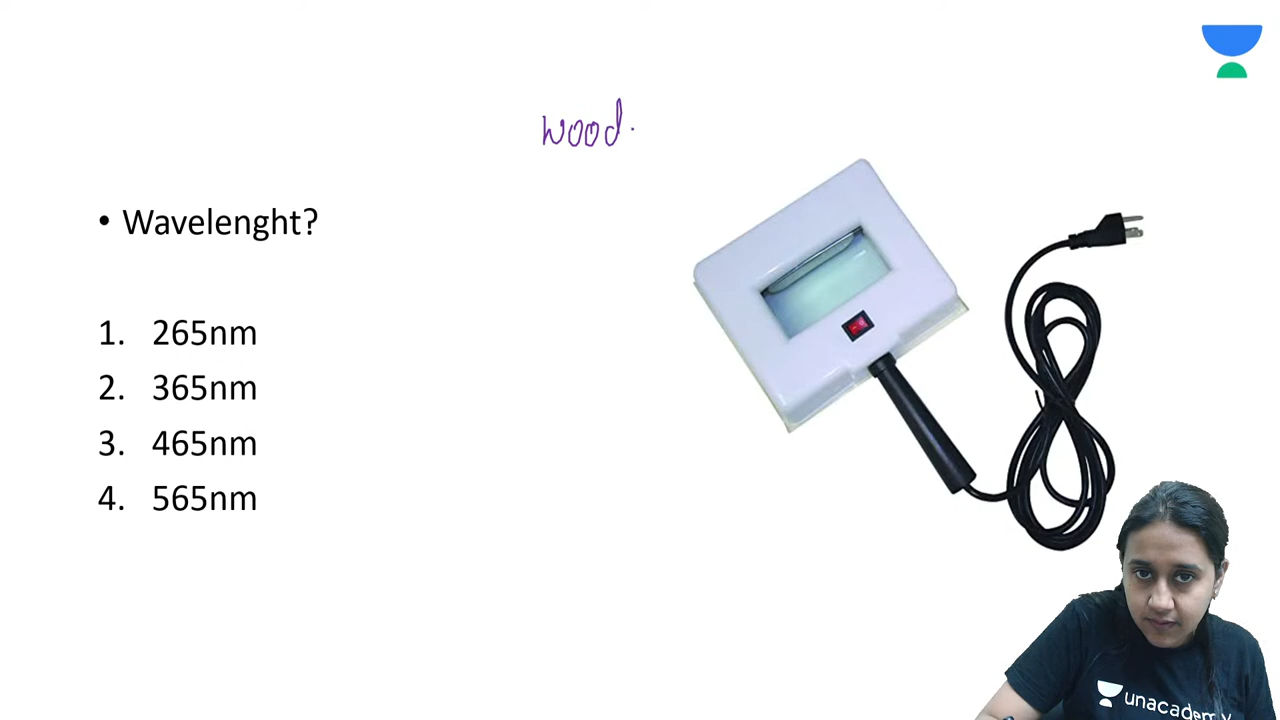 wood.
• Wavelenght?
1. 265nm
2. 365nm
3. 465nm
4. 565nm
unacademy